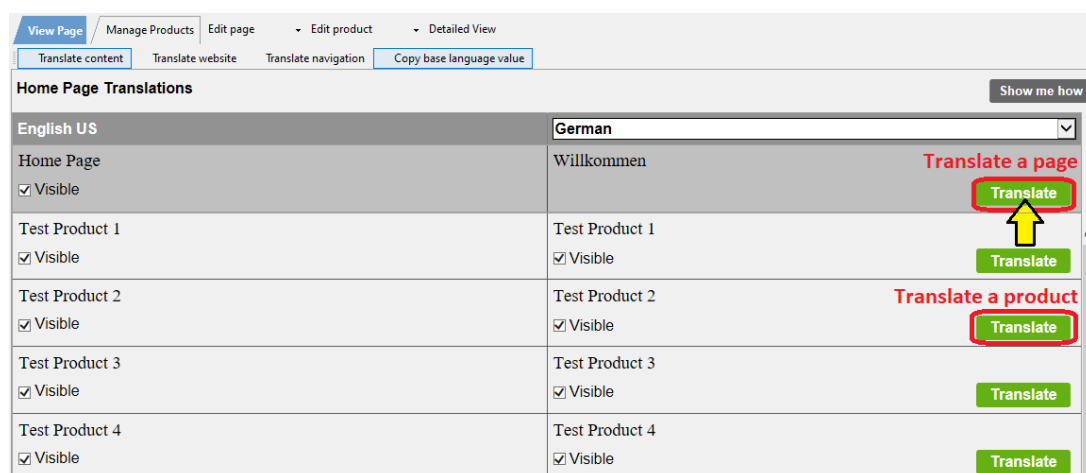 View Page Manage Products Edit page Edit product Detailed View
Translate content Translate website Translate navigation Copy base language value
Home Page Translations Show me how
English US German
Home Page Willkommen Translate a page
Visible Translate
Test Product 1 Test Product 1
Visible Visible Translate
Test Product 2 Test Product 2 Translate a product
Visible Visible Translate
Test Product 3 Test Product 3
Visible Visible Translate
Test Product 4 Test Product 4
Visible Visible Translate